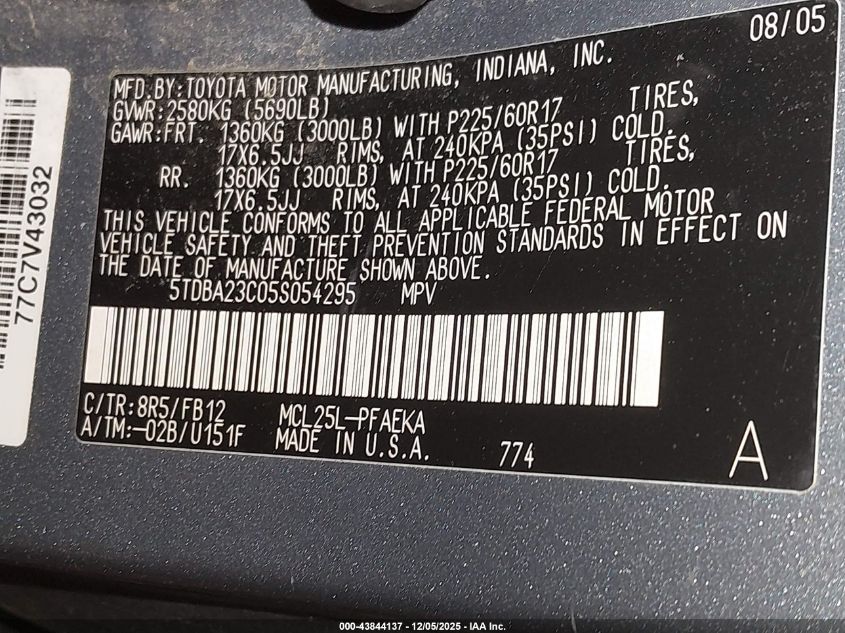 08/05
MFD.BY:TOYOTA MOTOR MANUFACTURING, INDIANA, INC.
GVWR:2580KG (5690LB)
GAWR:FRT. 1360KG (3000LB) WITH P225/60R17 TIRES,
17X6.5JJ RIMS, AT 240KPA (35PSI) COLD.
RR. 1360KG (3000LB) WITH P225/60R17 TIRES,
17X6.5JJ RIMS, AT 240KPA (35PSI) COLD.
THIS VEHICLE CONFORMS TO ALL APPLICABLE FEDERAL MOTOR
VEHICLE SAFETY AND THEFT PREVENTION STANDARDS IN EFFECT ON
THE DATE OF MANUFACTURE SHOWN ABOVE.
5TDBA23C05S054295 MPV
C/TR:8R5/FB12 MCL25L-PFAEKA
A/TM:-02B/U151F MADE IN U.S.A. 774 A
77C7V43032
000-43844137 - 12/05/2025 - IAA Inc.